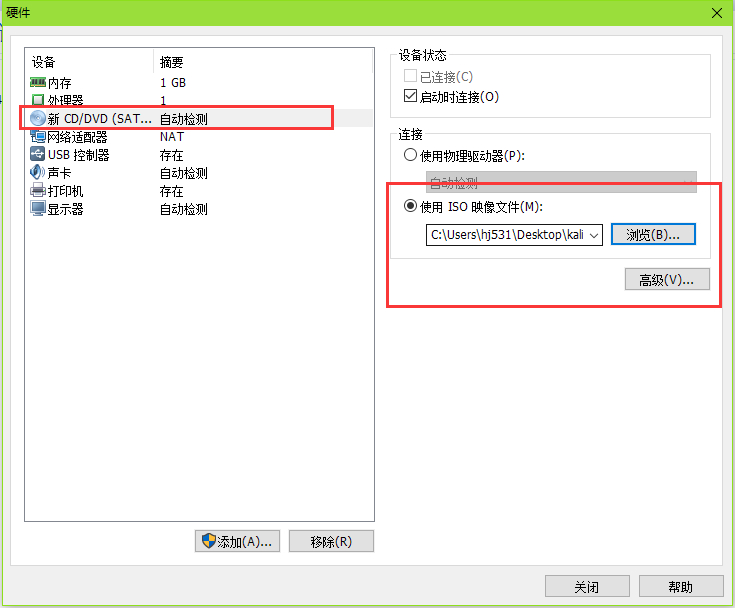 硬件
设备 摘要
内存 1 GB
处理器 1
新 CD/DVD (SAT... 自动检测
网络适配器 NAT
USB 控制器 存在
声卡 自动检测
打印机 存在
显示器 自动检测
添加(A)...
移除(R)
设备状态
已连接(C)
启动时连接(O)
连接
使用物理驱动器(P):
自动检测
使用 ISO 映像文件(M):
C:\Users\hj531\Desktop\kali
浏览(B)...
高级(V)...
关闭
帮助